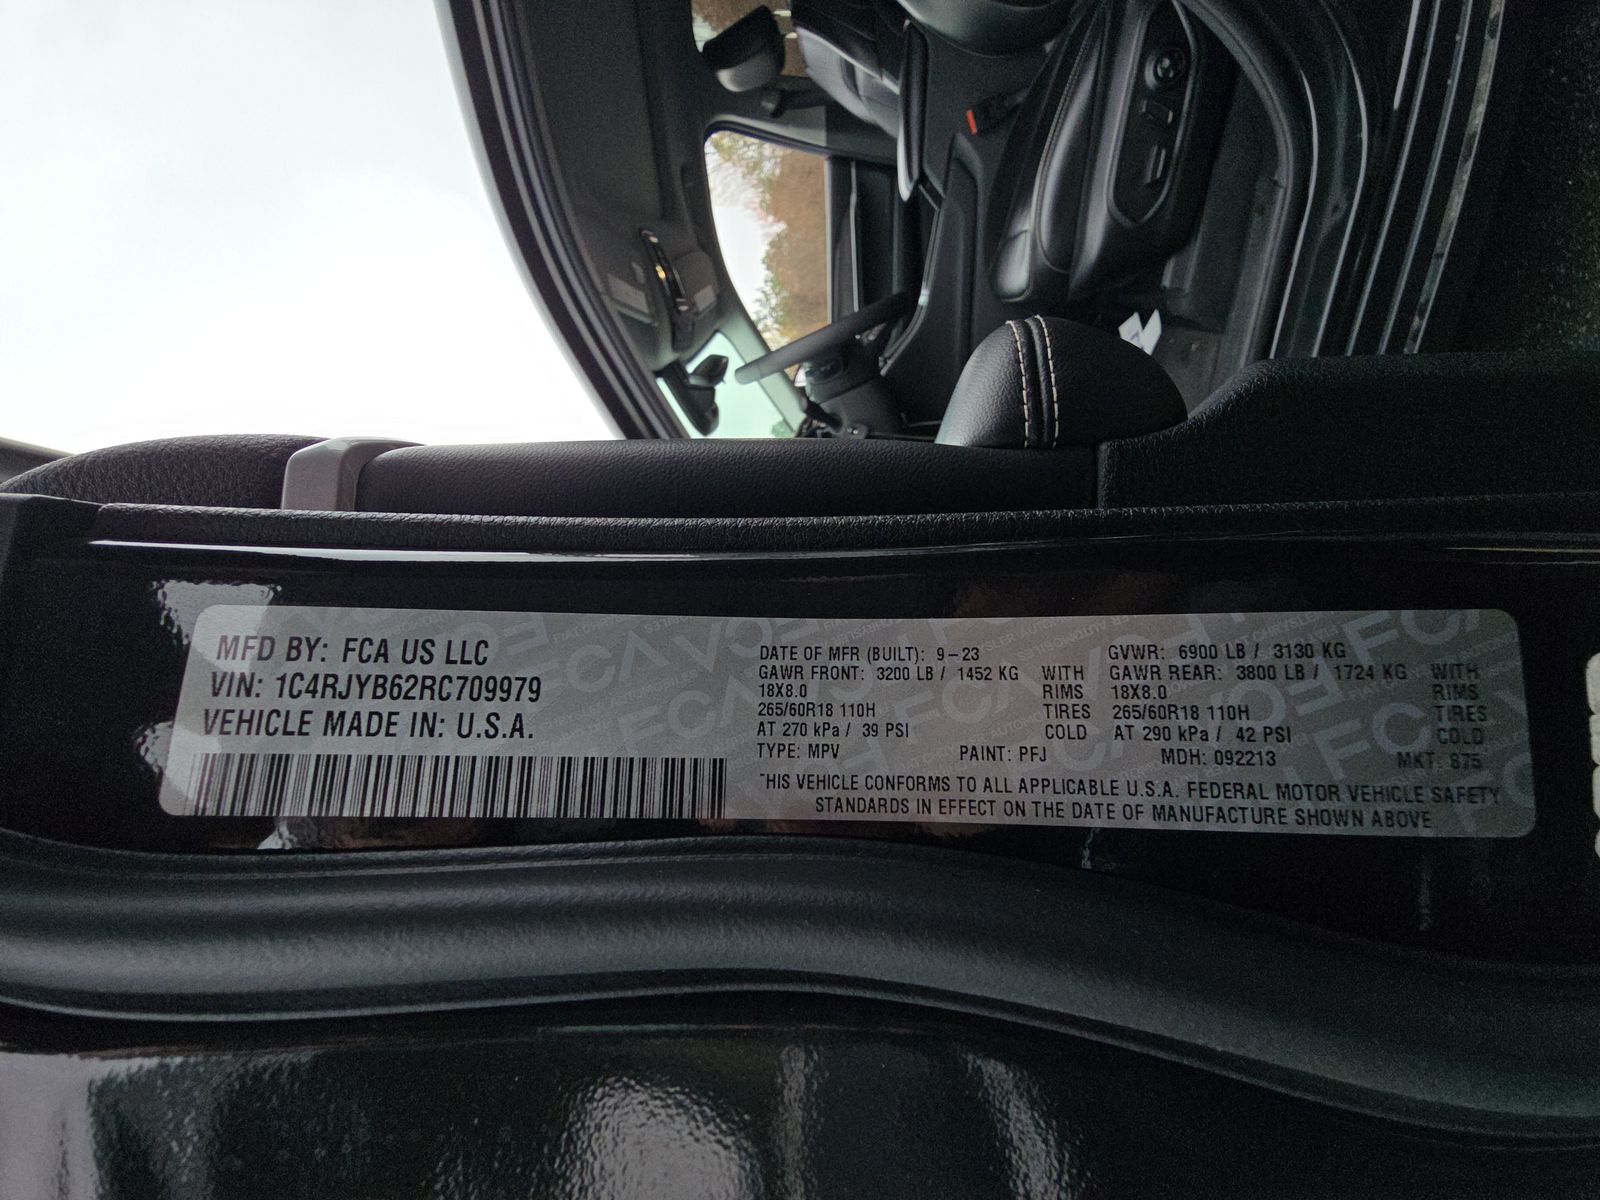 MFD BY: FCA US LLC
VIN: 1C4RJYB62RC709979
VEHICLE MADE IN: U.S.A.
DATE OF MFR (BUILT): 9-23 GVWR: 6900 LB / 3130 KG
GAWR FRONT: 3200 LB / 1452 KG WITH GAWR REAR: 3800 LB / 1724 KG WITH
18X8.0 RIMS 18X8.0 RIMS
265/60R18 110H TIRES 265/60R18 110H TIRES
AT 270 kPa / 39 PSI COLD AT 290 kPa / 42 PSI COLD
TYPE: MPV PAINT: PFJ MDH: 092213 MKT: 875
THIS VEHICLE CONFORMS TO ALL APPLICABLE U.S.A. FEDERAL MOTOR VEHICLE SAFETY
STANDARDS IN EFFECT ON THE DATE OF MANUFACTURE SHOWN ABOVE